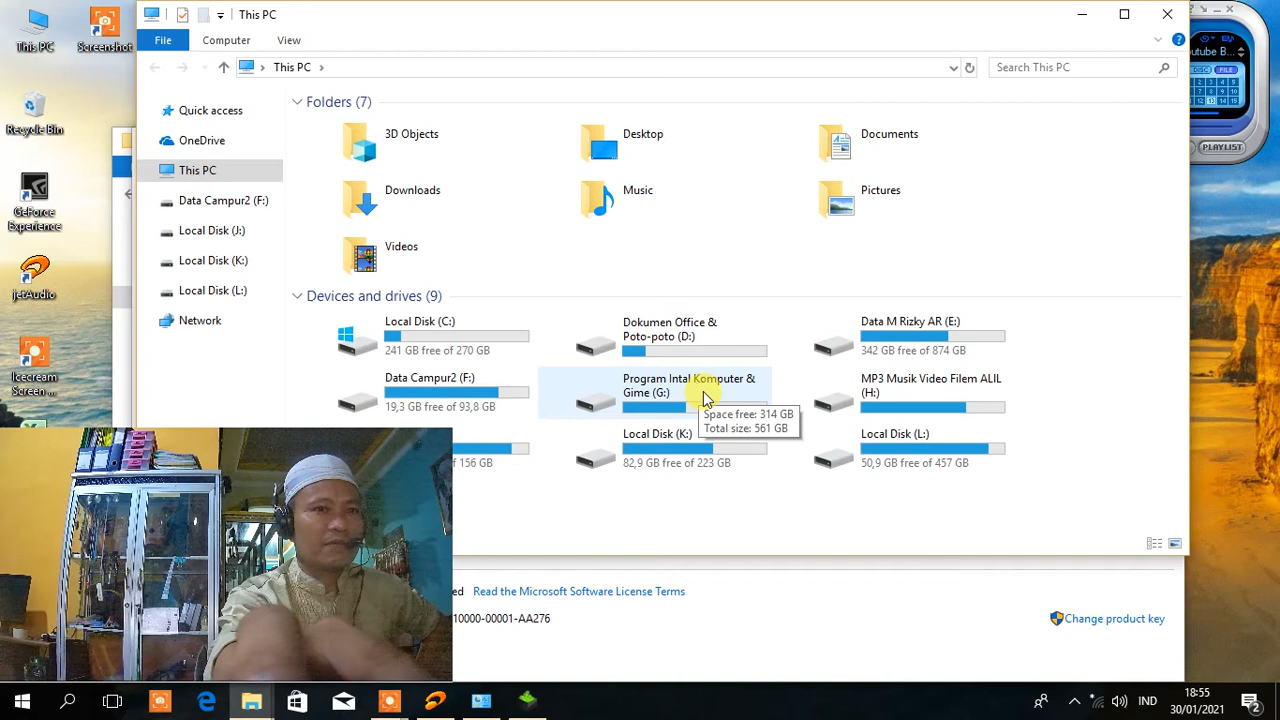 This PC
File
Computer
View
This PC
Search This PC
This PC
Screenshot
Recycle Bin
GeForce
Experience
jetAudio
Icecream
Screen
Quick access
OneDrive
This PC
Data Campur2 (F:)
Local Disk (J:)
Local Disk (K:)
Local Disk (L:)
Network
Folders (7)
3D Objects
Desktop
Documents
Downloads
Music
Pictures
Videos
Devices and drives (9)
Local Disk (C:)
241 GB free of 270 GB
Dokumen Office &
Poto-poto (D:)
Data M Rizky AR (E:)
342 GB free of 874 GB
Data Campur2 (F:)
19,3 GB free of 93,8 GB
Program Intal Komputer &
Gime (G:)
Space free: 314 GB
Total size: 561 GB
MP3 Musik Video Filem ALIL
(H:)
156 GB
Local Disk (K:)
82,9 GB free of 223 GB
Local Disk (L:)
50,9 GB free of 457 GB
utube B...
DISC
FILE
PLAYLIST
ed Read the Microsoft Software License Terms
10000-00001-AA276
Change product key
IND
18:55
30/01/2021
2